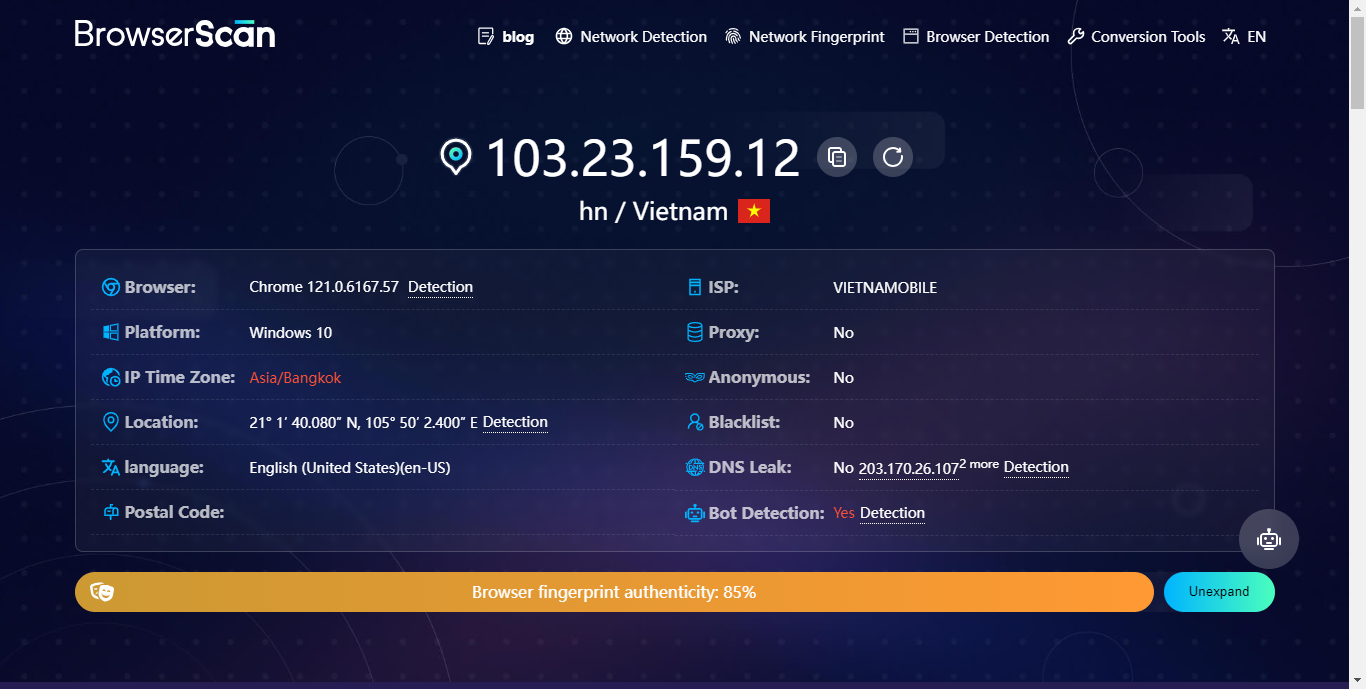 BrowserScan
blog Network Detection Network Fingerprint Browser Detection Conversion Tools EN
103.23.159.12
hn / Vietnam
Browser: Chrome 121.0.6167.57 Detection
Platform: Windows 10
IP Time Zone: Asia/Bangkok
Location: 21° 1′ 40.080″ N, 105° 50′ 2.400″ E Detection
language: English (United States)(en-US)
Postal Code:
ISP: VIETNAMOBILE
Proxy: No
Anonymous: No
Blacklist: No
DNS Leak: No 203.170.26.107 2 more Detection
Bot Detection: Yes Detection
Browser fingerprint authenticity: 85%
Unexpand